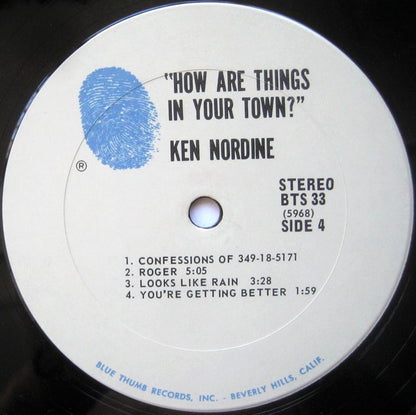 "HOW ARE THINGS
IN YOUR TOWN?"
KEN NORDINE
®
STEREO
BTS 33
(5968)
SIDE 4
1. CONFESSIONS OF 349-18-5171
2. ROGER 5:05
3. LOOKS LIKE RAIN 3:28
4. YOU'RE GETTING BETTER 1:59
BLUE THUMB RECORDS, INC. - BEVERLY HILLS, CALIF.